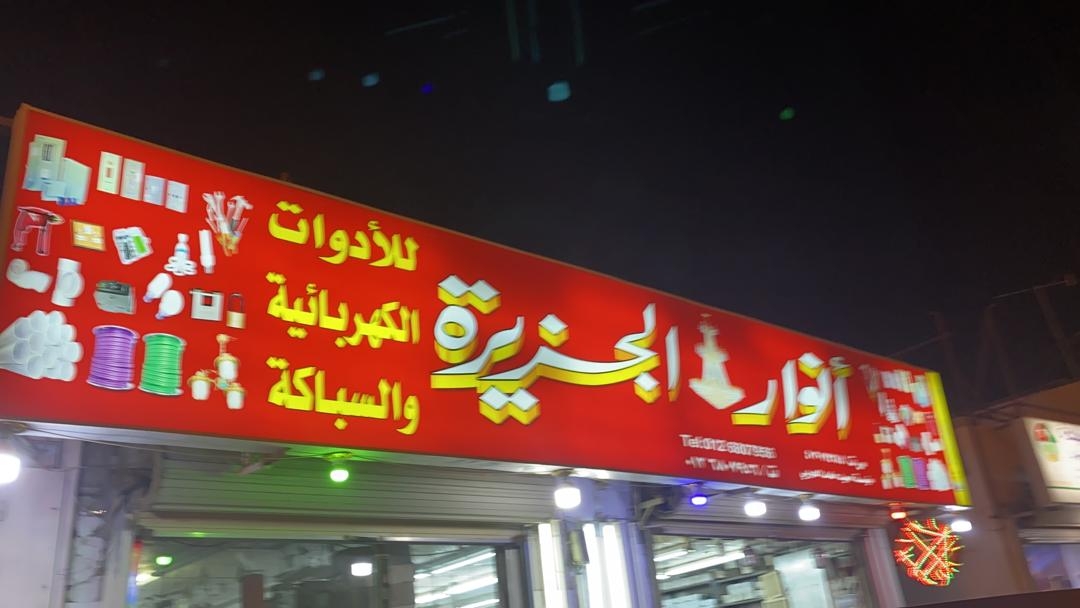 أنوار الجزيرة
للأدوات
الكهربائية
والسباكة